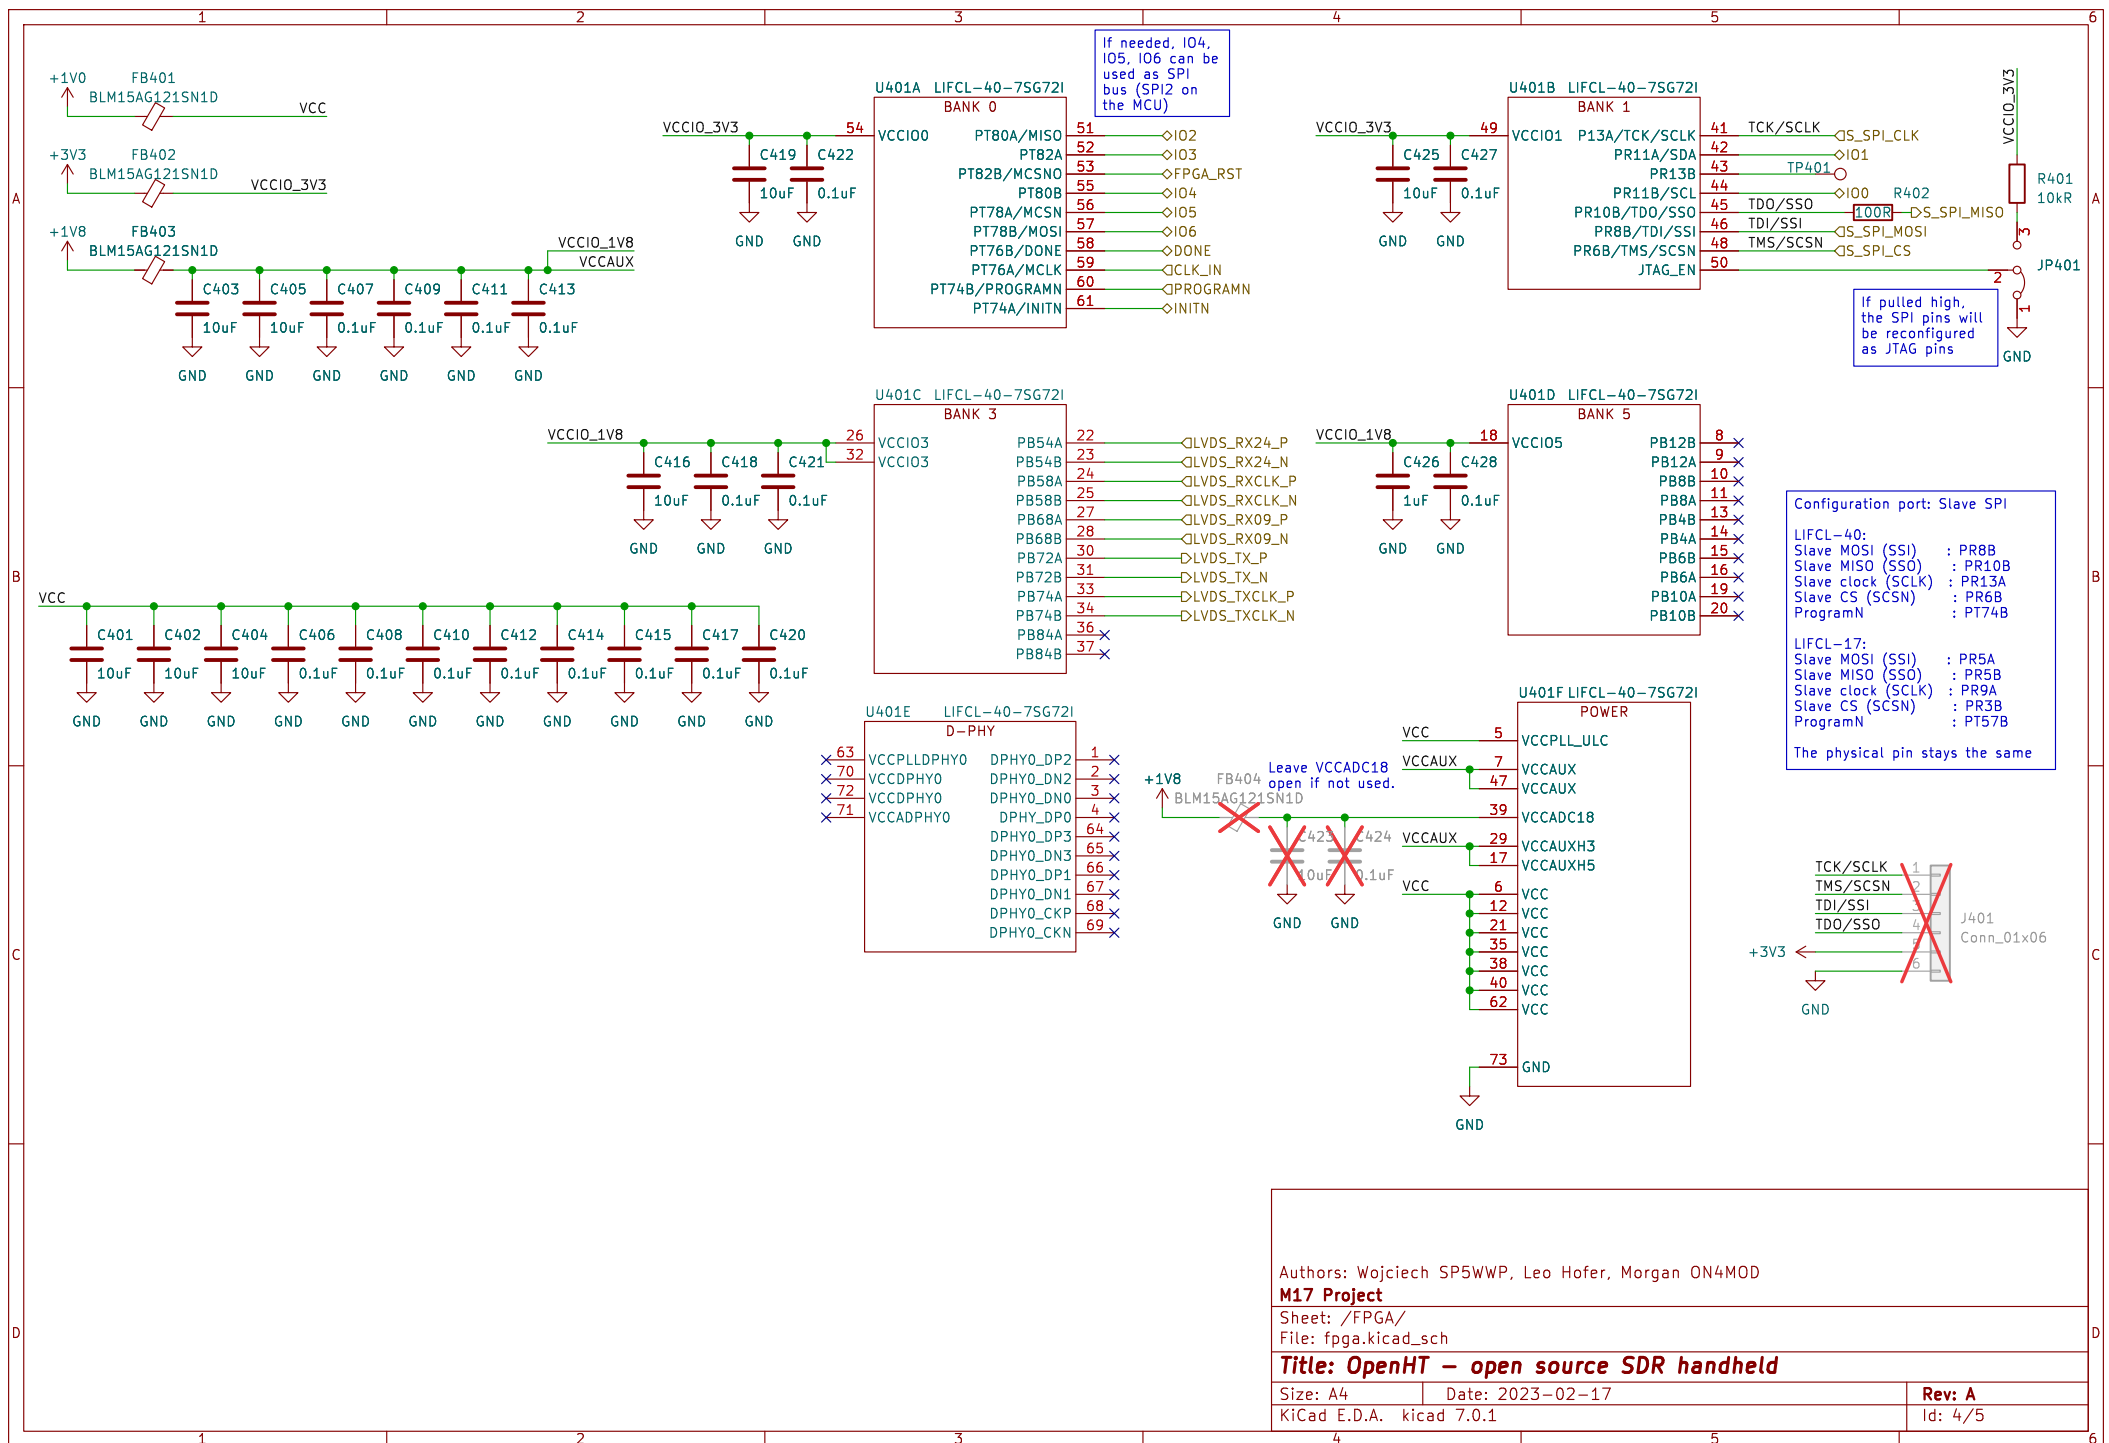 1 2 3 4 5 6
A
B
C
D
+1V0
FB401
BLM15AG121SN1D
VCC
+3V3
FB402
BLM15AG121SN1D
VCCIO_3V3
+1V8
FB403
BLM15AG121SN1D
VCCIO_1V8
VCCAUX
C403 C405 C407 C409 C411 C413
10uF 10uF 0.1uF 0.1uF 0.1uF 0.1uF
GND GND GND GND GND GND
If needed, IO4,
IO5, IO6 can be
used as SPI
bus (SPI2 on
the MCU)
U401A LIFCL-40-7SG72I
BANK 0
VCCIO_3V3 54 VCCIO0
C419 C422
10uF 0.1uF
GND GND
PT80A/MISO 51 IO2
PT82A 52 IO3
PT82B/MCSNO 53 FPGA_RST
PT80B 55 IO4
PT78A/MCSN 56 IO5
PT78B/MOSI 57 IO6
PT76B/DONE 58 DONE
PT76A/MCLK 59 CLK_IN
PT74B/PROGRAMN 60 PROGRAMN
PT74A/INITN 61 INITN
U401B LIFCL-40-7SG72I
BANK 1
VCCIO_3V3 49 VCCIO1
C425 C427
10uF 0.1uF
GND GND
P13A/TCK/SCLK 41 TCK/SCLK S_SPI_CLK
PR11A/SDA 42 IO1
PR13B 43 TP401
PR11B/SCL 44 IO0
PR10B/TDO/SSO 45 TDO/SSO R402 100R S_SPI_MISO
PR8B/TDI/SSI 46 TDI/SSI S_SPI_MOSI
PR6B/TMS/SCSN 48 TMS/SCSN S_SPI_CS
JTAG_EN 50
VCCIO_3V3
R401
10kR
3
JP401
2
1
GND
If pulled high,
the SPI pins will
be reconfigured
as JTAG pins
U401C LIFCL-40-7SG72I
BANK 3
VCCIO_1V8 26 VCCIO3
32 VCCIO3
C416 C418 C421
10uF 0.1uF 0.1uF
GND GND GND
PB54A 22 LVDS_RX24_P
PB54B 23 LVDS_RX24_N
PB58A 24 LVDS_RXCLK_P
PB58B 25 LVDS_RXCLK_N
PB68A 27 LVDS_RX09_P
PB68B 28 LVDS_RX09_N
PB72A 30 LVDS_TX_P
PB72B 31 LVDS_TX_N
PB74A 33 LVDS_TXCLK_P
PB74B 34 LVDS_TXCLK_N
PB84A 36
PB84B 37
U401D LIFCL-40-7SG72I
BANK 5
VCCIO_1V8 18 VCCIO5
C426 C428
1uF 0.1uF
GND GND
PB12B 8
PB12A 9
PB8B 10
PB8A 11
PB4B 13
PB4A 14
PB6B 15
PB6A 16
PB10A 19
PB10B 20
Configuration port: Slave SPI
LIFCL-40:
Slave MOSI (SSI) : PR8B
Slave MISO (SSO) : PR10B
Slave clock (SCLK) : PR13A
Slave CS (SCSN) : PR6B
ProgramN : PT74B
LIFCL-17:
Slave MOSI (SSI) : PR5A
Slave MISO (SSO) : PR5B
Slave clock (SCLK) : PR9A
Slave CS (SCSN) : PR3B
ProgramN : PT57B
The physical pin stays the same
VCC
C401 C402 C404 C406 C408 C410 C412 C414 C415 C417 C420
10uF 10uF 10uF 0.1uF 0.1uF 0.1uF 0.1uF 0.1uF 0.1uF 0.1uF 0.1uF
GND GND GND GND GND GND GND GND GND GND GND
U401E LIFCL-40-7SG72I
D-PHY
63 VCCPLLDPHY0 DPHY0_DP2 1
70 VCCDPHY0 DPHY0_DN2 2
72 VCCDPHY0 DPHY0_DN0 3
71 VCCADPHY0 DPHY_DP0 4
DPHY0_DP3 64
DPHY0_DN3 65
DPHY0_DP1 66
DPHY0_DN1 67
DPHY0_CKP 68
DPHY0_CKN 69
+1V8
FB404
BLM15AG121SN1D
Leave VCCADC18
open if not used.
C423 C424
10uF 0.1uF
GND GND
U401F LIFCL-40-7SG72I
POWER
VCC 5 VCCPLL_ULC
VCCAUX 7 VCCAUX
47 VCCAUX
39 VCCADC18
VCCAUX 29 VCCAUXH3
17 VCCAUXH5
VCC 6 VCC
12 VCC
21 VCC
35 VCC
38 VCC
40 VCC
62 VCC
73 GND
GND
TCK/SCLK 1
TMS/SCSN 2
TDI/SSI 3
TDO/SSO 4
+3V3 5
6
GND
J401
Conn_01x06
Authors: Wojciech SP5WWP, Leo Hofer, Morgan ON4MOD
M17 Project
Sheet: /FPGA/
File: fpga.kicad_sch
Title: OpenHT – open source SDR handheld
Size: A4 Date: 2023-02-17 Rev: A
KiCad E.D.A. kicad 7.0.1 Id: 4/5
A
B
C
D
1 2 3 4 5 6